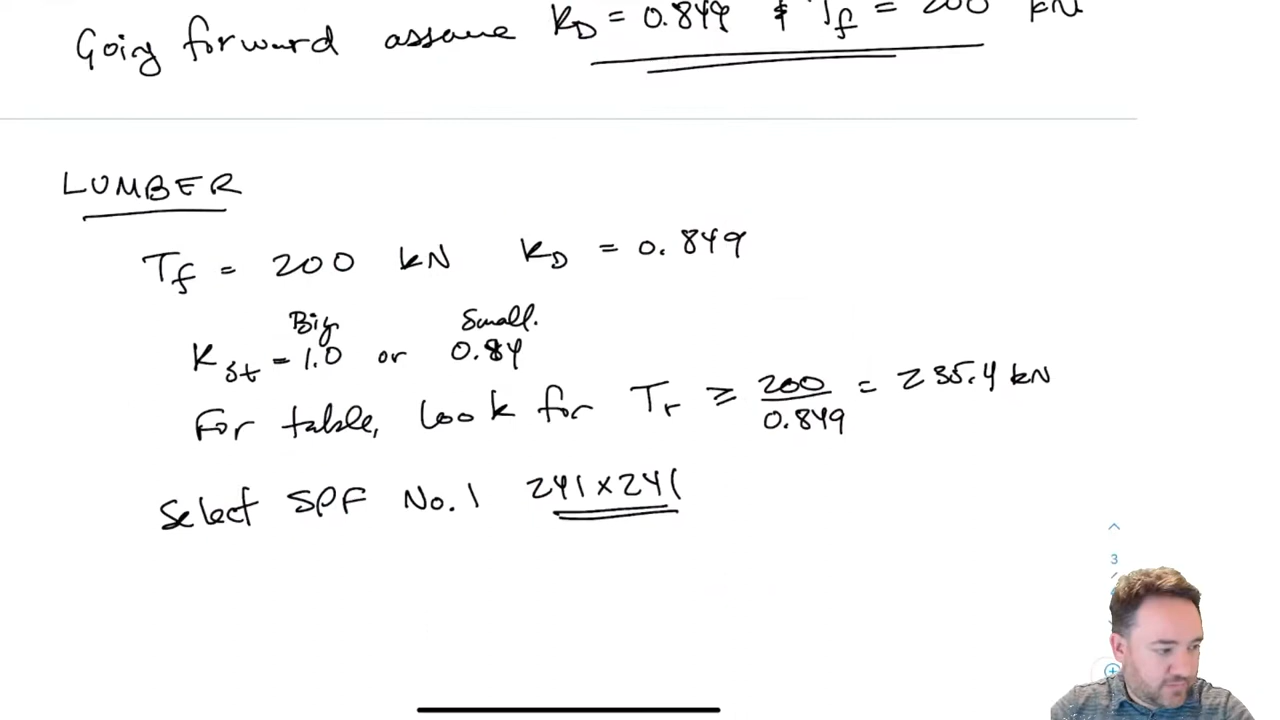 Going forward assume KD = 0.849 & Tf = 200 kN
LUMBER
Tf = 200 kN KD = 0.849
Big Small.
KSt = 1.0 or 0.84
For table, look for Tr ≥ 200/0.849 = 235.4 kN
Select SPF No. 1 241 x 241
3